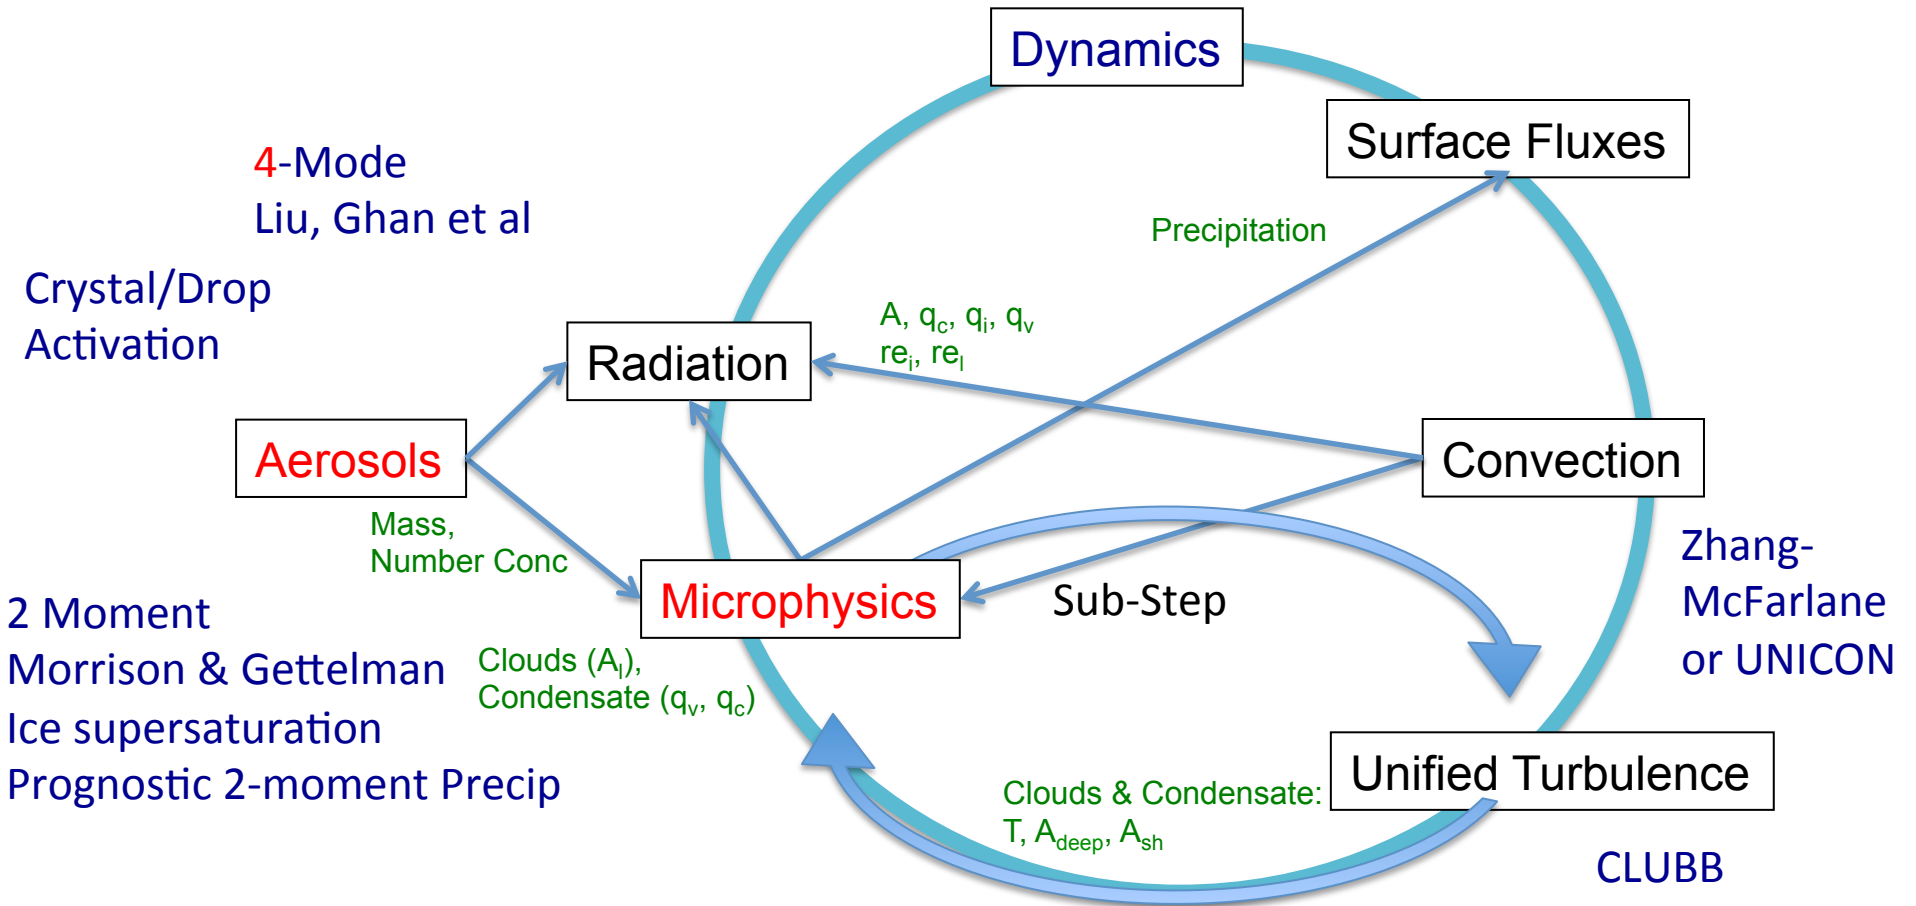 Dynamics
Surface Fluxes
4-Mode
Liu, Ghan et al
Precipitation
Crystal/Drop
Activation
A, qc, qi, qv
rei, rel
Radiation
Aerosols
Convection
Mass,
Number Conc
Microphysics
Sub-Step
Zhang-
McFarlane
or UNICON
2 Moment
Morrison & Gettelman
Ice supersaturation
Prognostic 2-moment Precip
Clouds (Al),
Condensate (qv, qc)
Unified Turbulence
Clouds & Condensate:
T, Adeep, Ash
CLUBB